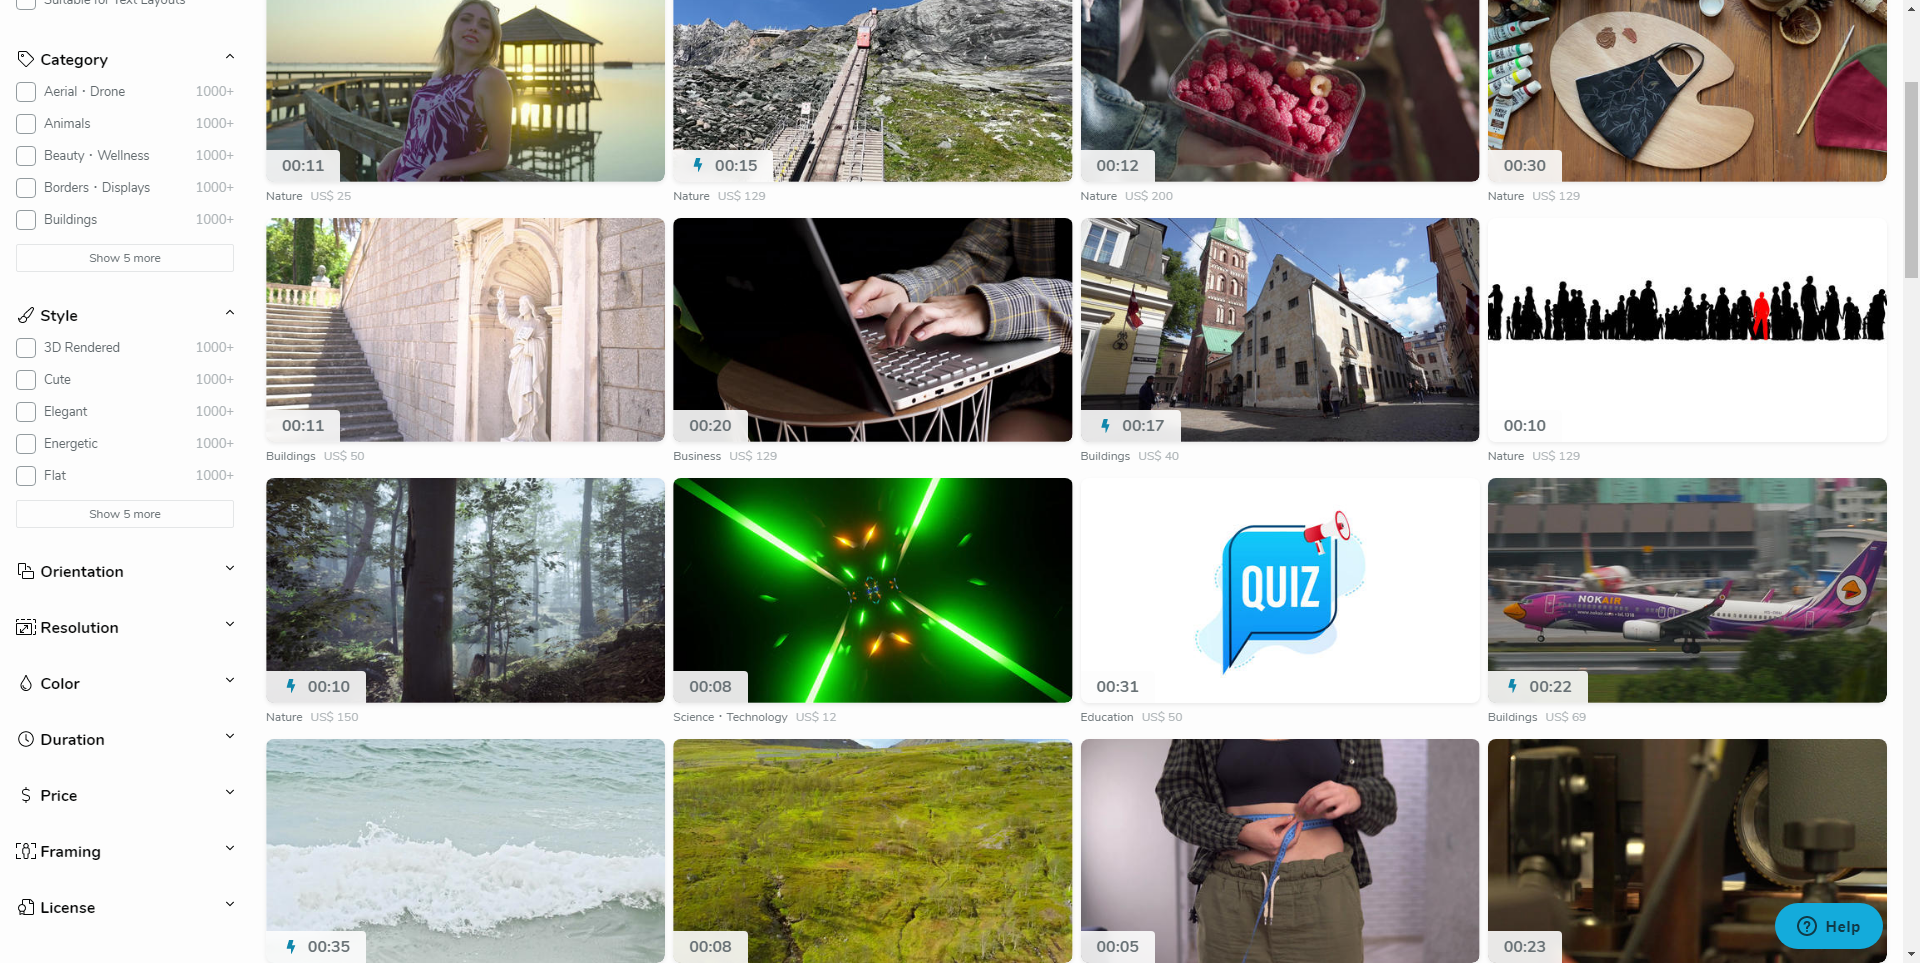 Suitable for Text Layouts
Category
Aerial · Drone 1000+
Animals 1000+
Beauty · Wellness 1000+
Borders · Displays 1000+
Buildings 1000+
Show 5 more
Style
3D Rendered 1000+
Cute 1000+
Elegant 1000+
Energetic 1000+
Flat 1000+
Show 5 more
Orientation
Resolution
Color
Duration
Price
Framing
License
00:11
Nature US$ 25
00:15
Nature US$ 129
00:12
Nature US$ 200
00:30
Nature US$ 129
00:11
Buildings US$ 50
00:20
Business US$ 129
00:17
Buildings US$ 40
00:10
Nature US$ 129
00:10
Nature US$ 150
00:08
Science · Technology US$ 12
QUIZ
00:31
Education US$ 50
NOKAIR
00:22
Buildings US$ 69
00:35
00:08
00:05
00:23
Help